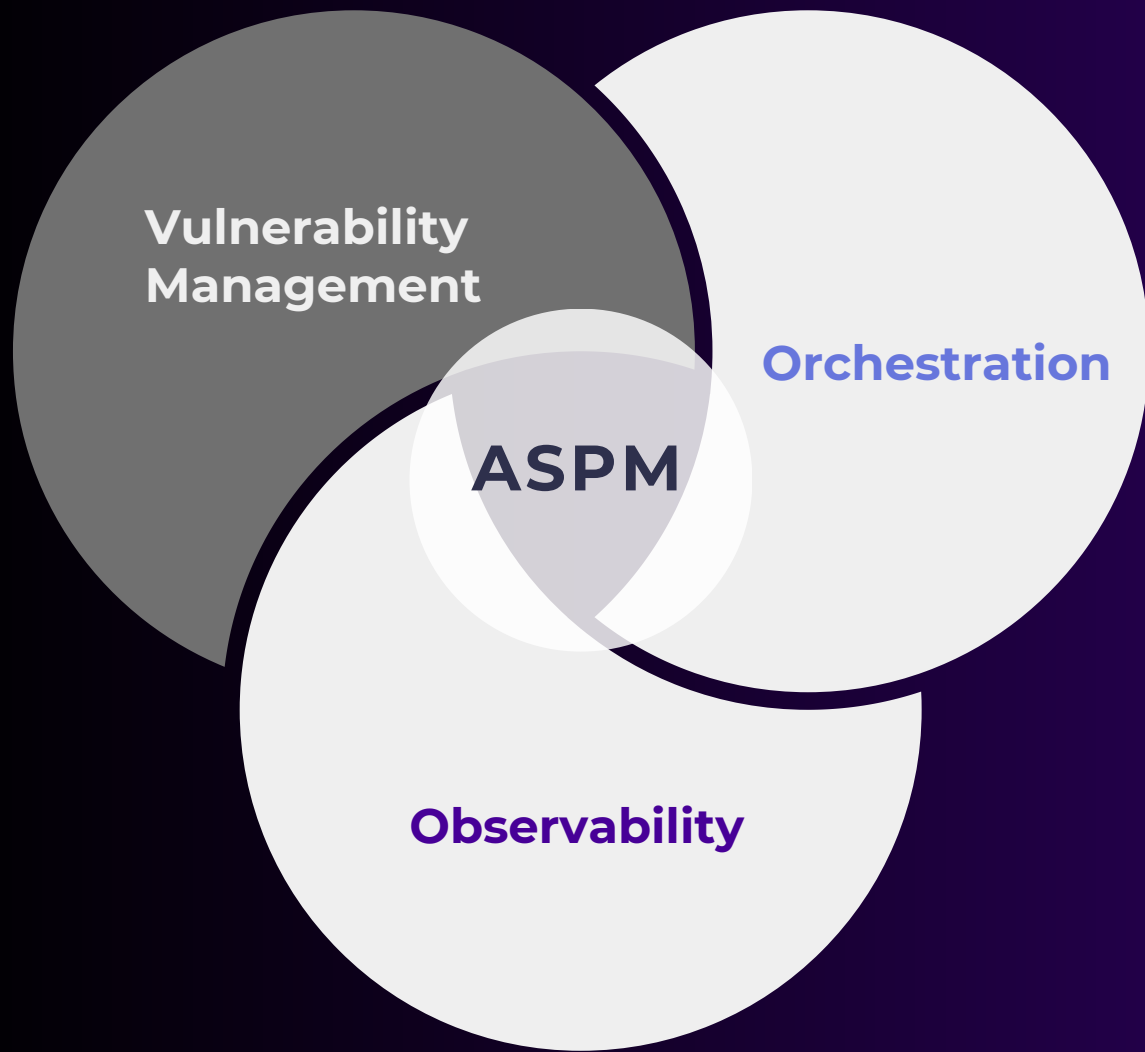 Vulnerability
Management
Orchestration
ASPM
Observability